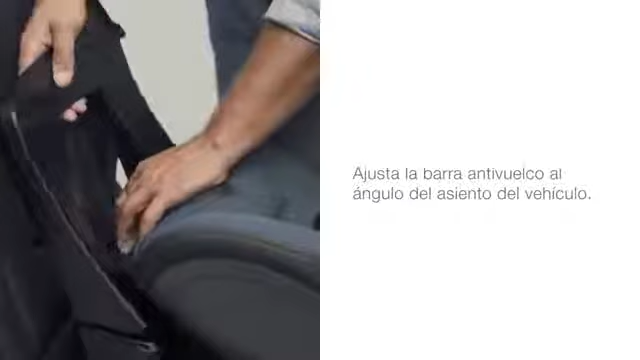 Ajusta la barra antivuelco al
ángulo del asiento del vehículo.